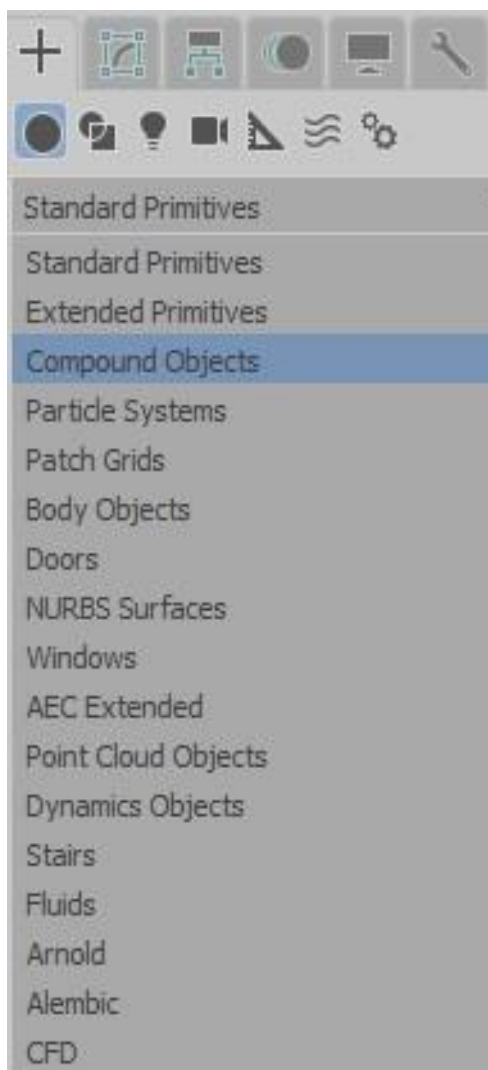 Standard Primitives
Standard Primitives
Extended Primitives
Compound Objects
Particle Systems
Patch Grids
Body Objects
Doors
NURBS Surfaces
Windows
AEC Extended
Point Cloud Objects
Dynamics Objects
Stairs
Fluids
Arnold
Alembic
CFD